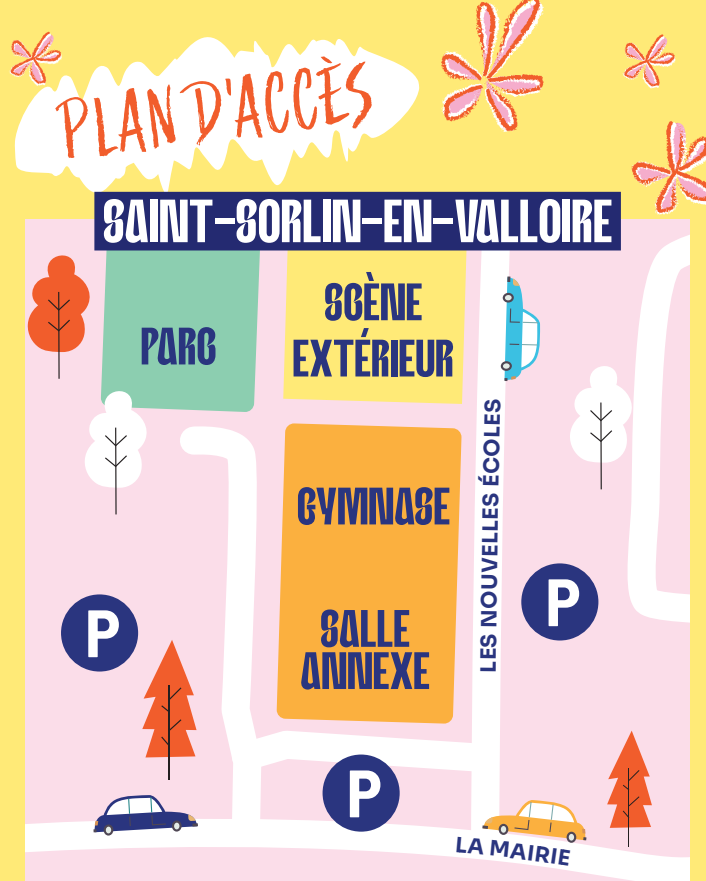 PLAN D'ACCÈS
SAINT-SORLIN-EN-VALLOIRE
PARC
SCÈNE
EXTÉRIEUR
GYMNASE
SALLE
ANNEXE
LES NOUVELLES ÉCOLES
P
P
P
LA MAIRIE